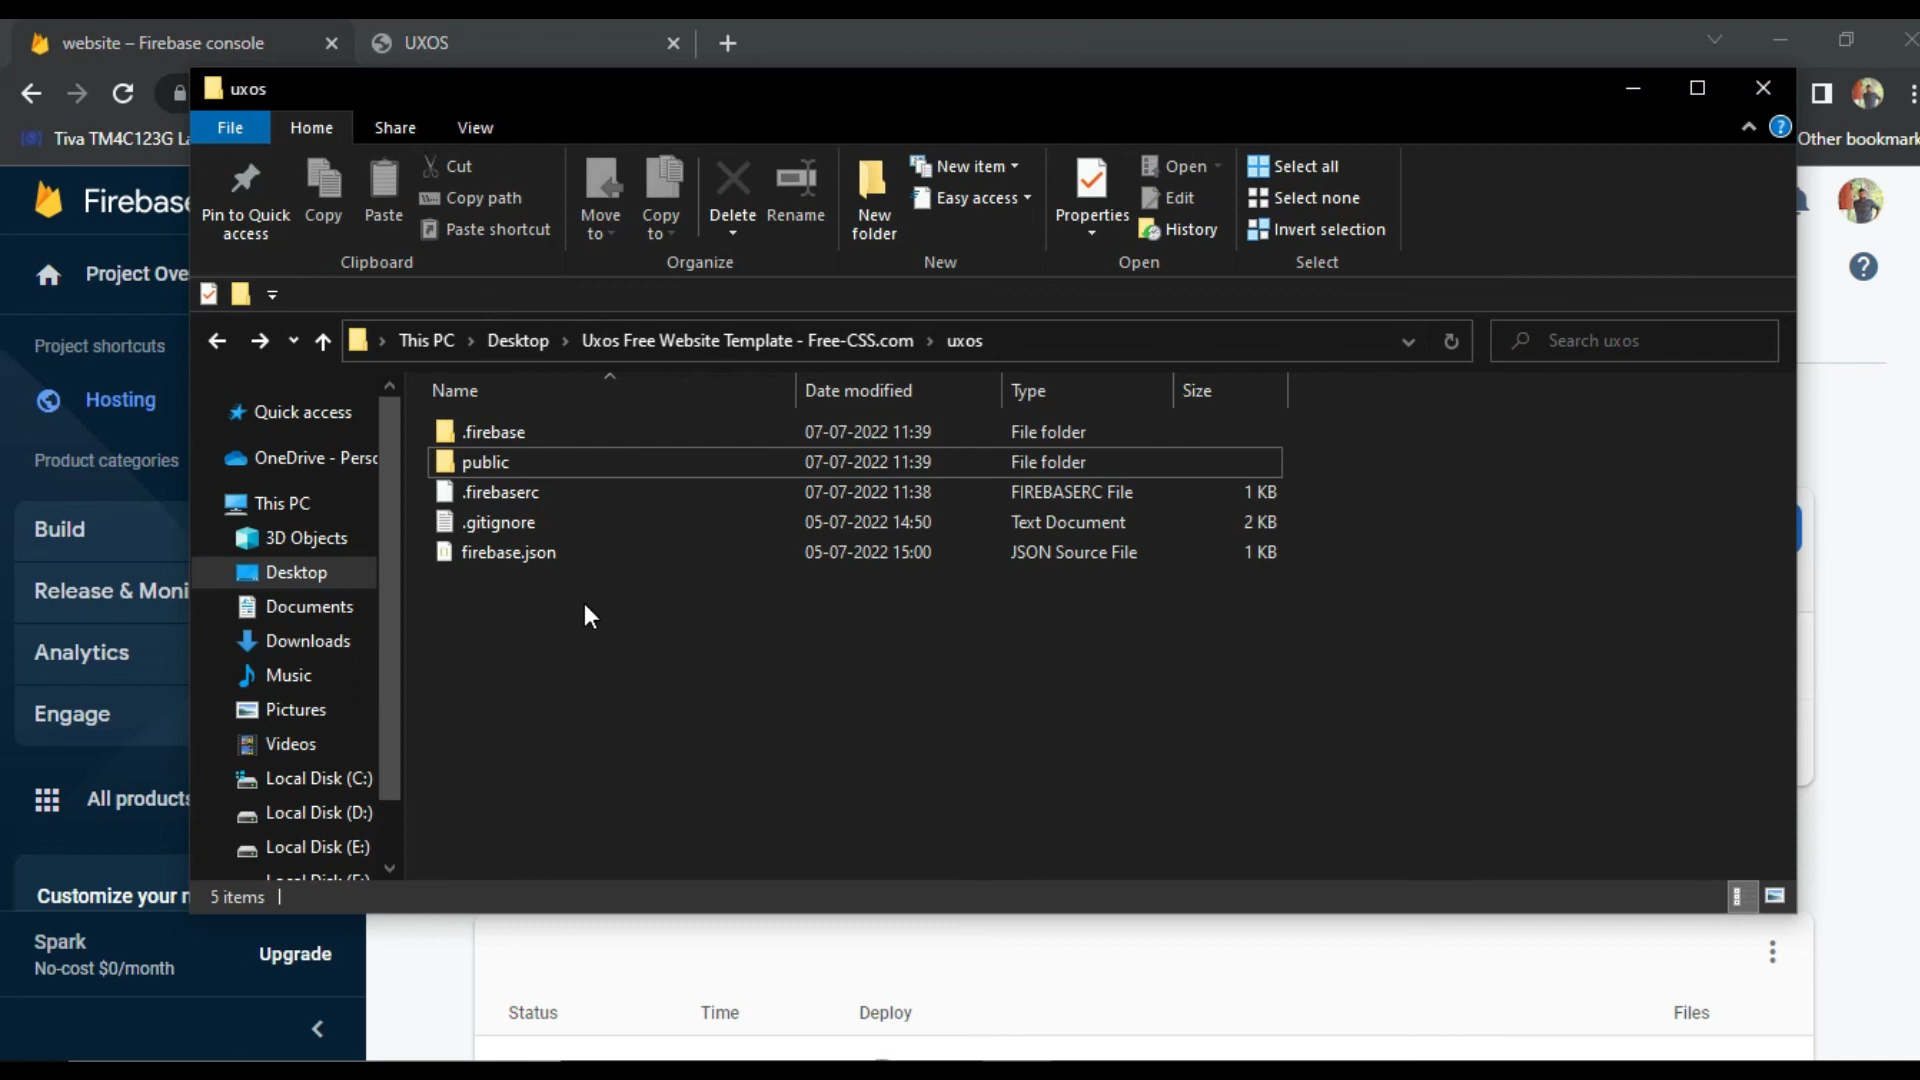 website – Firebase console
UXOS
Tiva TM4C123G La
Other bookmark
uxos
File
Home
Share
View
Pin to Quick access
Copy
Paste
Cut
Copy path
Paste shortcut
Clipboard
Move to
Copy to
Delete
Rename
Organize
New folder
New item
Easy access
New
Properties
Open
Edit
History
Open
Select all
Select none
Invert selection
Select
This PC
Desktop
Uxos Free Website Template - Free-CSS.com
uxos
Search uxos
Name
Date modified
Type
Size
.firebase 07-07-2022 11:39 File folder
public 07-07-2022 11:39 File folder
.firebaserc 07-07-2022 11:38 FIREBASERC File 1 KB
.gitignore 05-07-2022 14:50 Text Document 2 KB
firebase.json 05-07-2022 15:00 JSON Source File 1 KB
Quick access
OneDrive - Perso
This PC
3D Objects
Desktop
Documents
Downloads
Music
Pictures
Videos
Local Disk (C:)
Local Disk (D:)
Local Disk (E:)
5 items
Firebase
Project Ove
Project shortcuts
Hosting
Product categories
Build
Release & Moni
Analytics
Engage
All products
Customize your n
Spark
No-cost $0/month
Upgrade
Status
Time
Deploy
Files